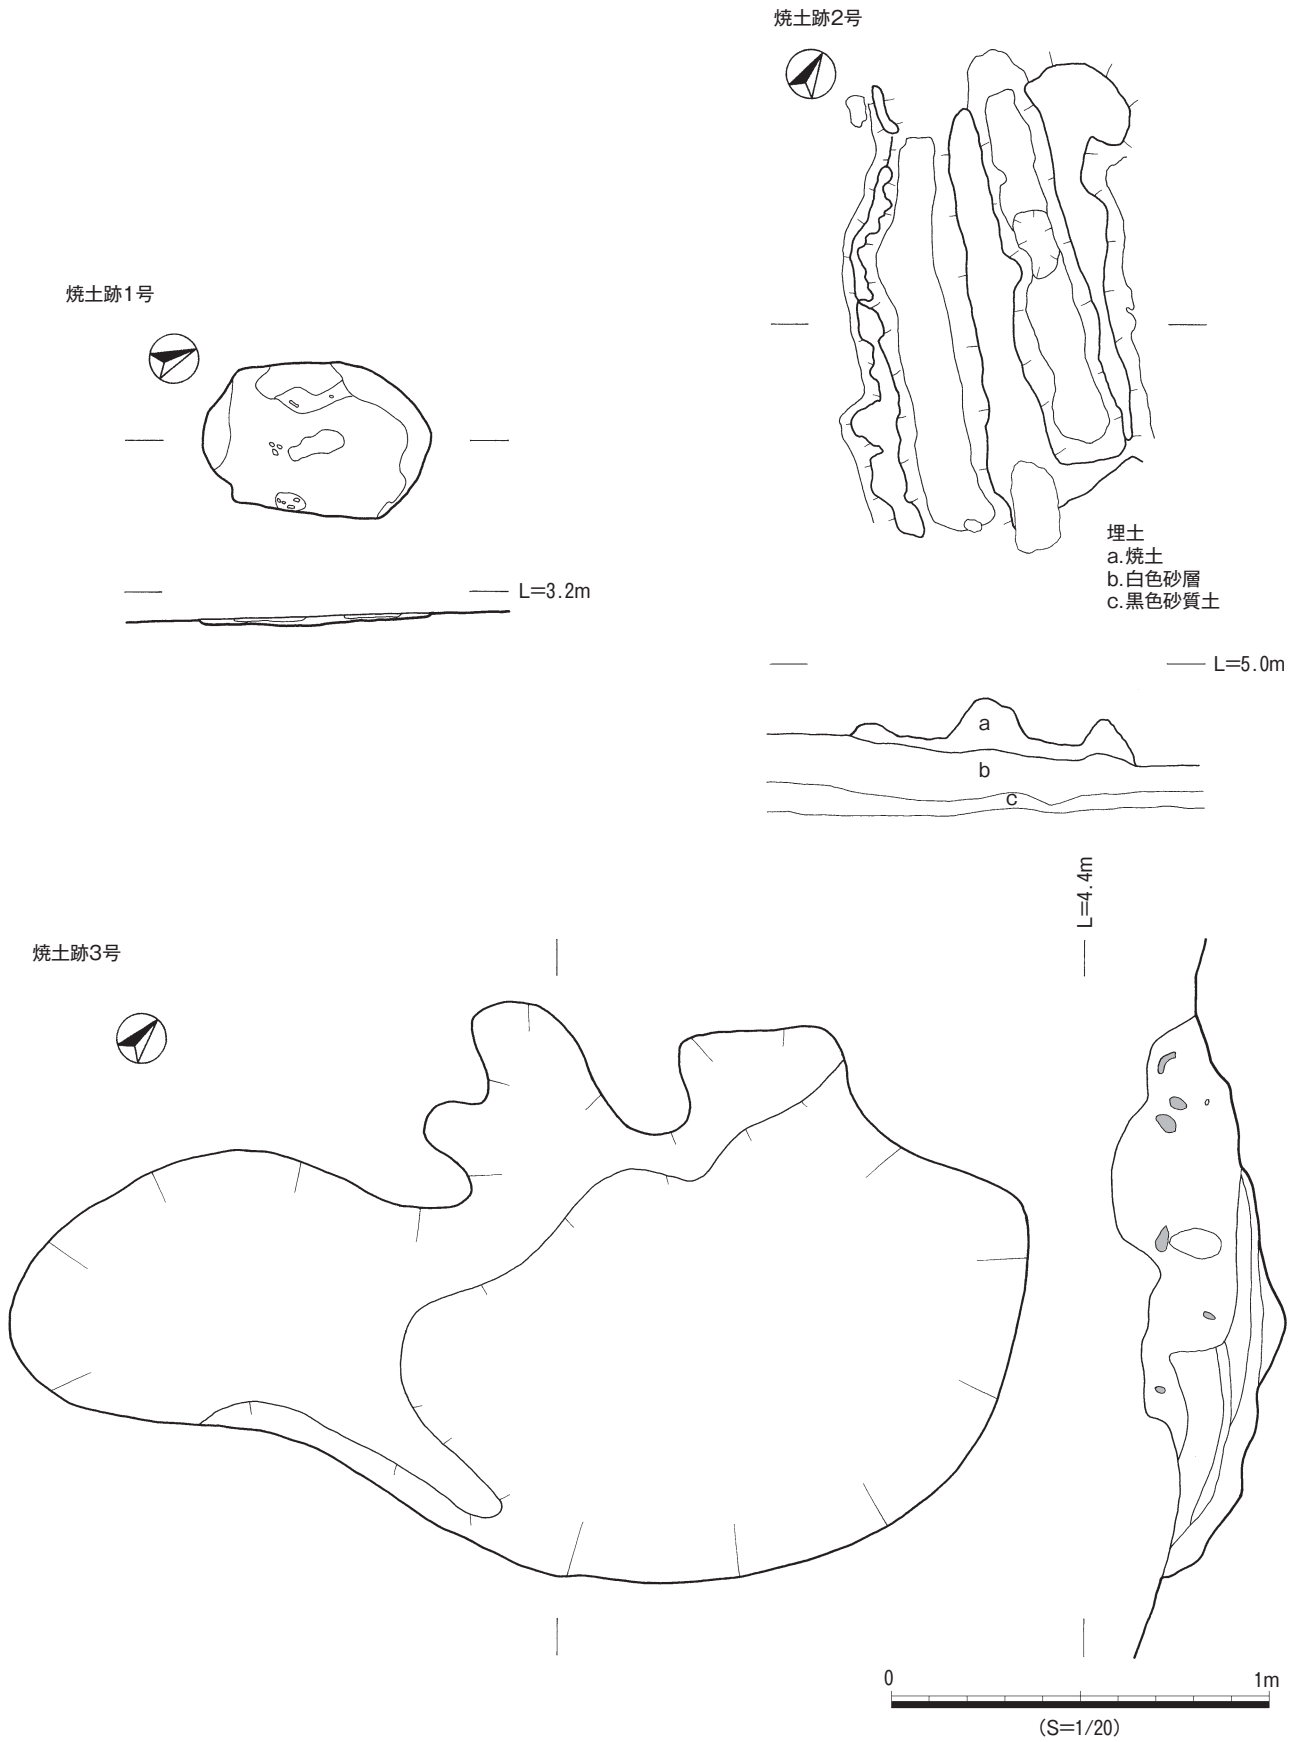 焼土跡2号
焼土跡1号
L=3.2m
埋土
a.焼土
b.白色砂層
c.黒色砂質土
L=5.0m
a
b
c
L=4.4m
焼土跡3号
0 1m
(S=1/20)